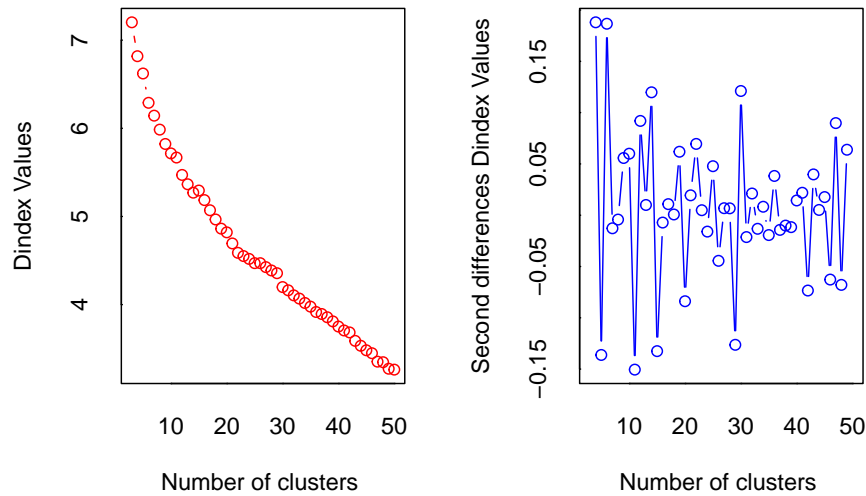 Dindex Values
7
6
5
4
10 20 30 40 50
Number of clusters
Second differences Dindex Values
0.15
0.05
−0.05
−0.15
10 20 30 40 50
Number of clusters